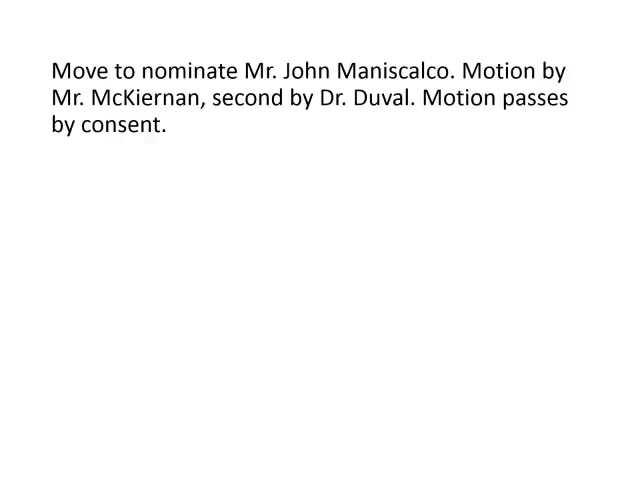 Move to nominate Mr. John Maniscalco. Motion by
Mr. McKiernan, second by Dr. Duval. Motion passes
by consent.